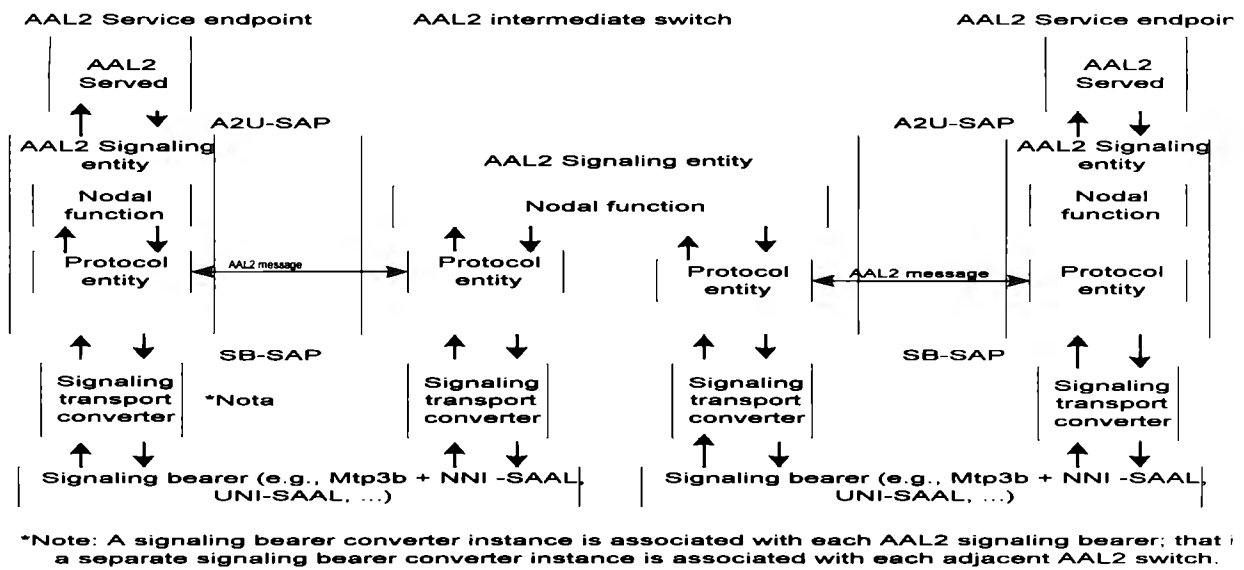 AAL2 Service endpoint
AAL2 intermediate switch
AAL2 Service endpoin
AAL2
Served
AAL2
Served
A2U-SAP
A2U-SAP
AAL2 Signaling
entity
AAL2 Signaling entity
AAL2 Signaling
entity
Nodal
function
Nodal function
Nodal
function
Protocol
entity
AAL2 message
Protocol
entity
Protocol
entity
AAL2 message
Protocol
entity
SB-SAP
SB-SAP
Signaling
transport
converter
*Nota
Signaling
transport
converter
Signaling
transport
converter
Signaling
transport
converter
Signaling bearer (e.g., Mtp3b + NNI -SAAL,
UNI-SAAL, ...)
Signaling bearer (e.g., Mtp3b + NNI -SAAL,
UNI-SAAL, ...)
*Note: A signaling bearer converter instance is associated with each AAL2 signaling bearer; that i
a separate signaling bearer converter instance is associated with each adjacent AAL2 switch.